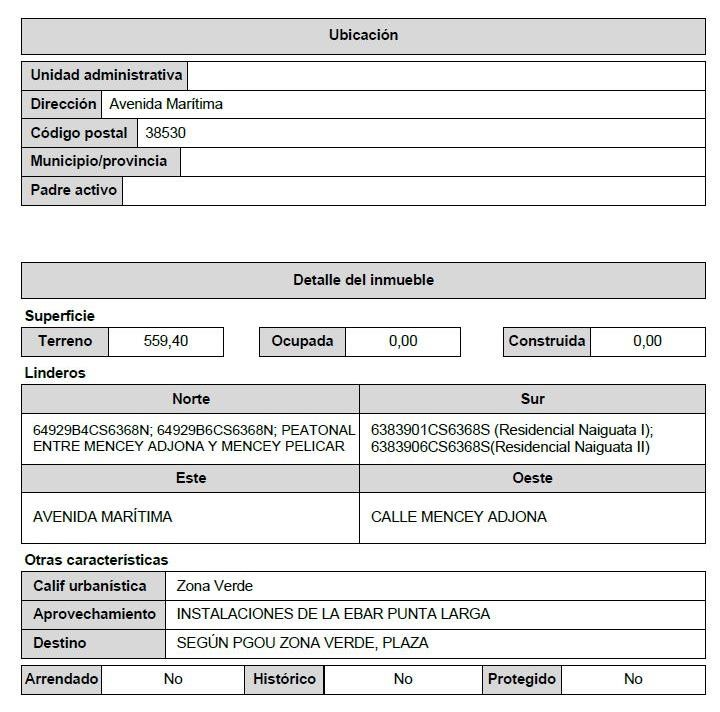 Ubicación
Unidad administrativa
Dirección Avenida Marítima
Código postal 38530
Municipio/provincia
Padre activo
Detalle del inmueble
Superficie
Terreno 559,40 Ocupada 0,00 Construida 0,00
Linderos
Norte Sur
64929B4CS6368N; 64929B6CS6368N; PEATONAL 6383901CS6368S (Residencial Naiguata I);
ENTRE MENCEY ADJONA Y MENCEY PELICAR 6383906CS6368S(Residencial Naiguata II)
Este Oeste
AVENIDA MARÍTIMA CALLE MENCEY ADJONA
Otras características
Calif urbanística Zona Verde
Aprovechamiento INSTALACIONES DE LA EBAR PUNTA LARGA
Destino SEGÚN PGOU ZONA VERDE, PLAZA
Arrendado No Histórico No Protegido No